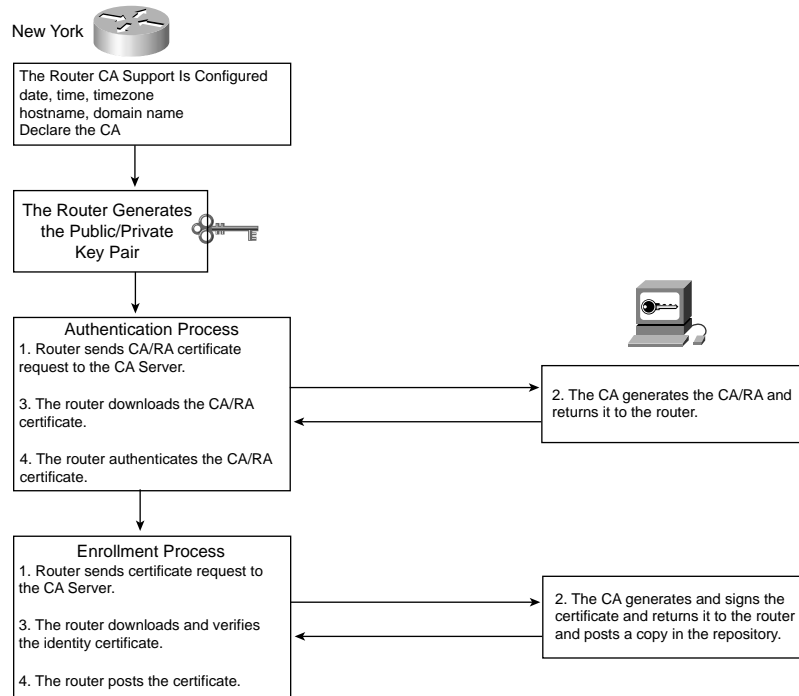 New York
The Router CA Support Is Configured
date, time, timezone
hostname, domain name
Declare the CA
The Router Generates
the Public/Private
Key Pair
Authentication Process
1. Router sends CA/RA certificate
request to the CA Server.
3. The router downloads the CA/RA
certificate.
4. The router authenticates the CA/RA
certificate.
2. The CA generates the CA/RA and
returns it to the router.
Enrollment Process
1. Router sends certificate request to
the CA Server.
3. The router downloads and verifies
the identity certificate.
4. The router posts the certificate.
2. The CA generates and signs the
certificate and returns it to the router
and posts a copy in the repository.